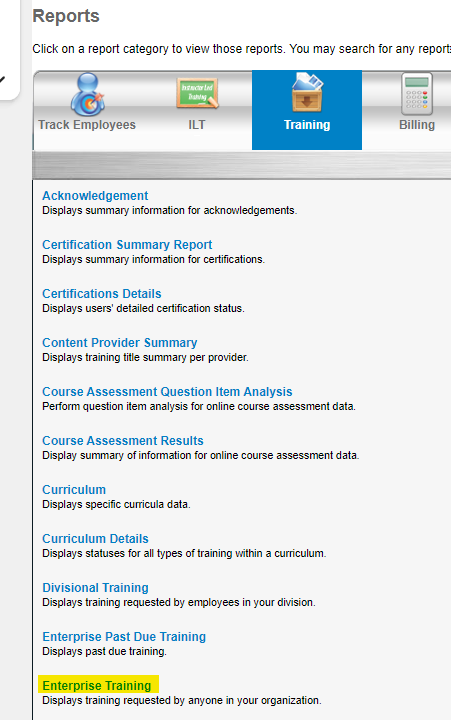 Reports
Click on a report category to view those reports. You may search for any report
Track Employees
Instructor Led
Training
ILT
Training
Billing
Acknowledgement
Displays summary information for acknowledgements.
Certification Summary Report
Displays summary information for certifications.
Certifications Details
Displays users' detailed certification status.
Content Provider Summary
Displays training title summary per provider.
Course Assessment Question Item Analysis
Perform question item analysis for online course assessment data.
Course Assessment Results
Display summary of information for online course assessment data.
Curriculum
Displays specific curricula data.
Curriculum Details
Displays statuses for all types of training within a curriculum.
Divisional Training
Displays training requested by employees in your division.
Enterprise Past Due Training
Displays past due training.
Enterprise Training
Displays training requested by anyone in your organization.